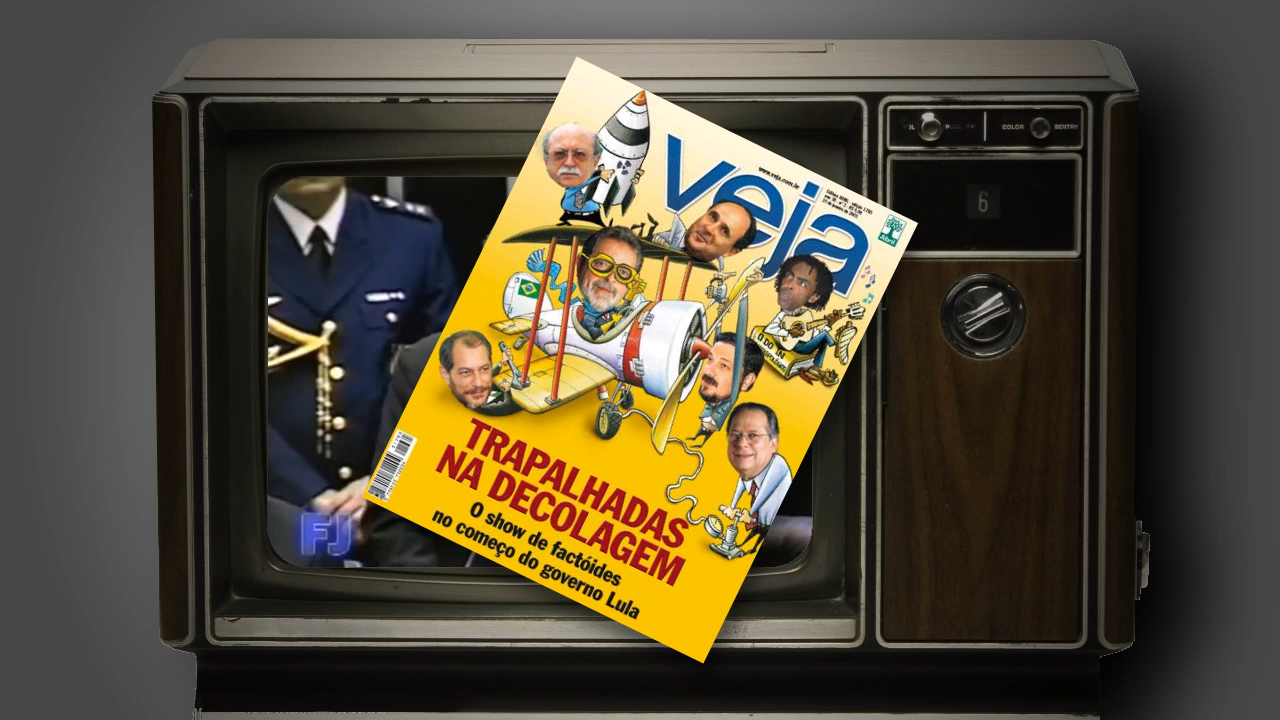 COLOR
SENTRY
6
veja
www.veja.com.br
Abril
TRAPALHADAS
NA DECOLAGEM
O show de factóides
no começo do governo Lula
FJ